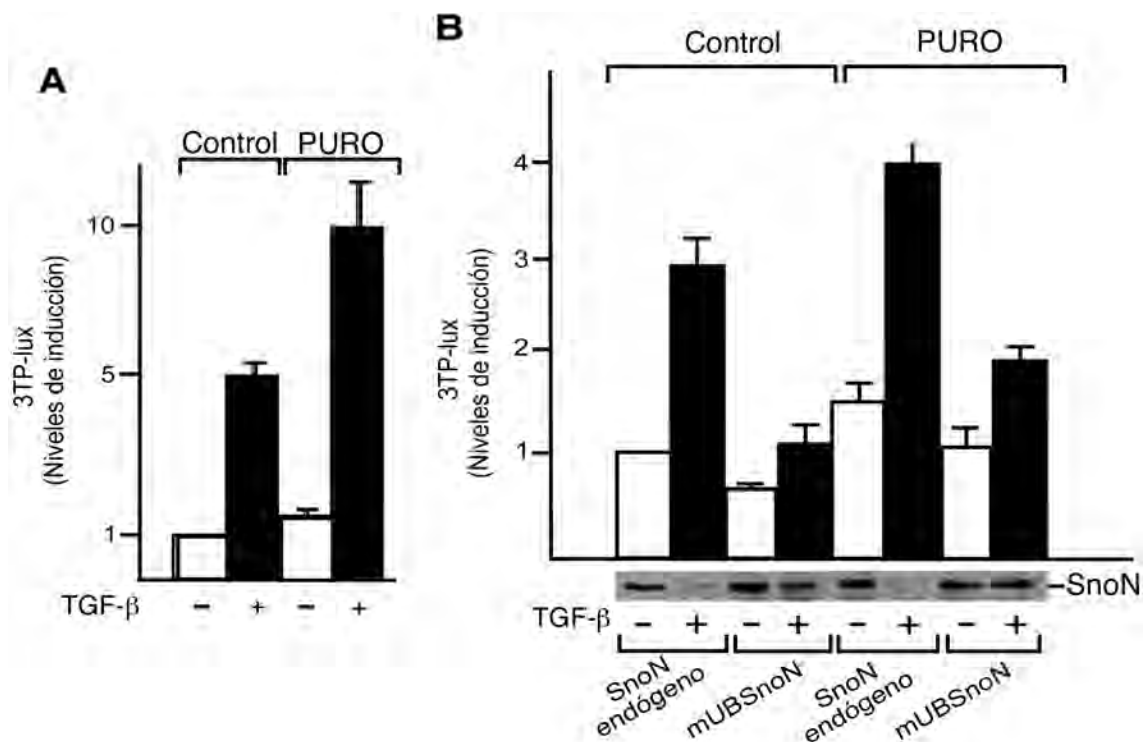 A
Control PURO
10
5
1
3TP-lux
(Niveles de inducción)
TGF-β - + - +
B
Control PURO
4
3
2
1
3TP-lux
(Niveles de inducción)
-SnoN
TGF-β - + - + - + - +
SnoN
endógeno
mUBSnoN
SnoN
endógeno
mUBSnoN